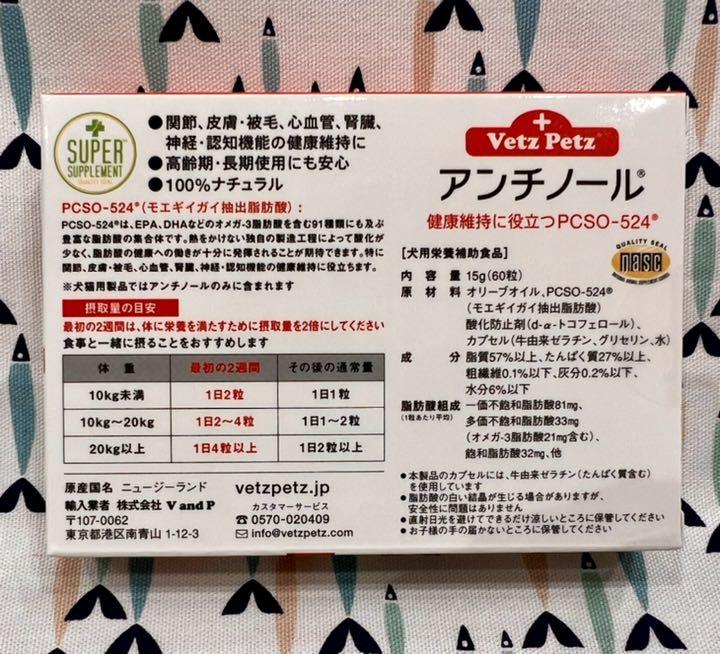 SUPER
SUPPLEMENT
QUALITY SEAL
●関節、皮膚・被毛、心血管、腎臓、
神経・認知機能の健康維持に
●高齢期・長期使用にも安心
●100%ナチュラル
PCSO-524®(モエギイガイ抽出脂肪酸):
PCSO-524®は、EPA、DHAなどのオメガ-3脂肪酸を含む91種類にも及ぶ
豊富な脂肪酸の集合体です。熱をかけない独自の製造工程によって酸化が
少なく、脂肪酸の健康への働きが十分に発揮されることが期待できます。特に
関節、皮膚・被毛、心血管、腎臓、神経・認知機能の健康維持に役立ちます。
※犬猫用製品ではアンチノールのみに含まれます
摂取量の目安
最初の2週間は、体に栄養を満たすために摂取量を2倍にしてください
食事と一緒に摂ることをおすすめします
体重 最初の2週間 その後の通常量
10kg未満 1日2粒 1日1粒
10kg〜20kg 1日2〜4粒 1日1〜2粒
20kg以上 1日4粒以上 1日2粒以上
原産国名 ニュージーランド
輸入業者 株式会社 V and P
〒107-0062
東京都港区南青山 1-12-3
vetzpetz.jp
カスタマーサービス
☎0570-020409
✉info@vetzpetz.com
Vetz Petz
アンチノール®
健康維持に役立つPCSO-524®
[犬用栄養補助食品]
QUALITY SEAL
nasc
内容量 15g(60粒)
原材料 オリーブオイル、PCSO-524®
(モエギイガイ抽出脂肪酸)
酸化防止剤(d-α-トコフェロール)、
カプセル(牛由来ゼラチン、グリセリン、水)
成分 脂質57%以上、たんぱく質27%以上、
粗繊維0.1%以下、灰分0.2%以下、
水分6%以下
脂肪酸組成 一価不飽和脂肪酸81mg、
(1粒あたり平均) 多価不飽和脂肪酸33mg
(オメガ-3脂肪酸21mg含む)、
飽和脂肪酸32mg、他
●本製品のカプセルには、牛由来ゼラチン(たんぱく質含む)
を使用しています
●脂肪酸の白い結晶が生じる場合がありますが、
安全性に問題はありません
●直射日光を避けてできるだけ涼しいところに保管してください
●お子様の手の届かないところに保管してください